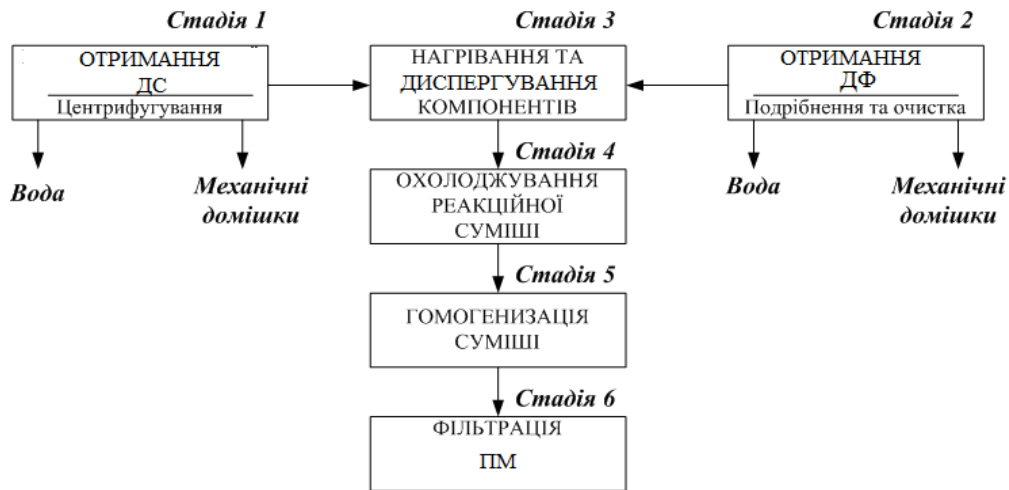 Стадія 1
ОТРИМАННЯ
ДС
Центрифугування
Вода
Механічні
домішки
Стадія 3
НАГРІВАННЯ ТА
ДИСПЕРГУВАННЯ
КОМПОНЕНТІВ
Стадія 2
ОТРИМАННЯ
ДФ
Подрібнення та очистка
Вода
Механічні
домішки
Стадія 4
ОХОЛОДЖУВАННЯ
РЕАКЦІЙНОЇ
СУМІШІ
Стадія 5
ГОМОГЕНИЗАЦІЯ
СУМІШІ
Стадія 6
ФІЛЬТРАЦІЯ
ПМ